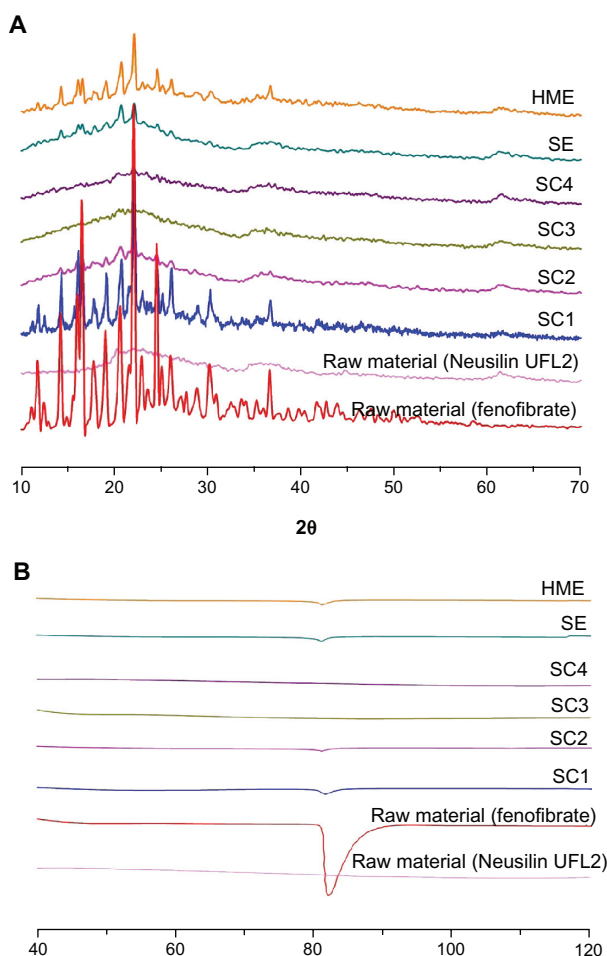 A
HME
SE
SC4
SC3
SC2
SC1
Raw material (Neusilin UFL2)
Raw material (fenofibrate)
10 20 30 40 50 60 70
2θ
B
HME
SE
SC4
SC3
SC2
SC1
Raw material (fenofibrate)
Raw material (Neusilin UFL2)
40 60 80 100 120